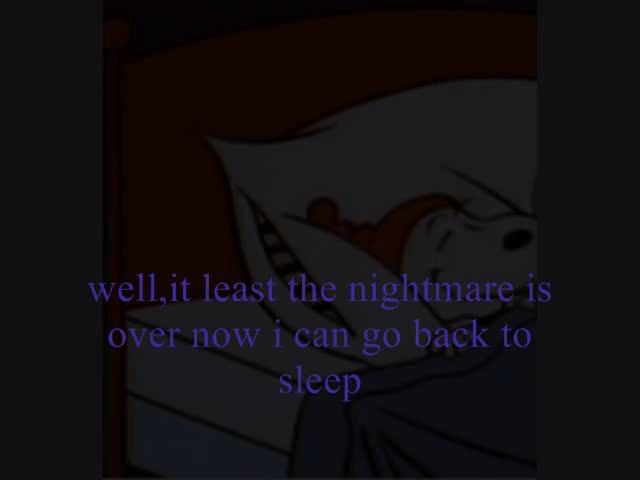 well,it least the nightmare is
over now i can go back to
sleep